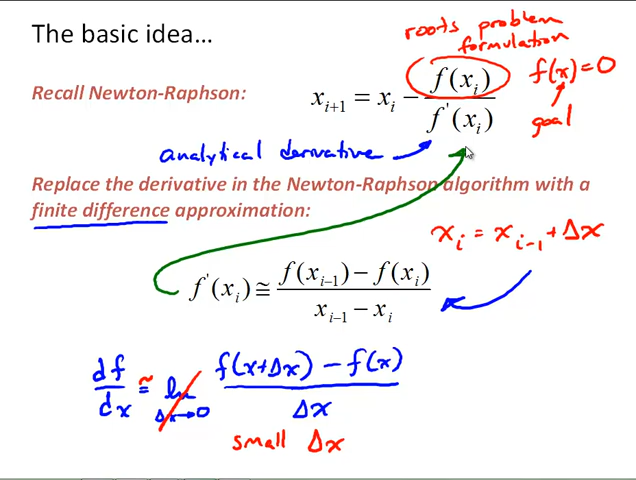 The basic idea...
roots problem
formulation
Recall Newton-Raphson:
x_{i+1} = x_i - f(x_i) / f'(x_i)
f(x) = 0
goal
analytical derivative
Replace the derivative in the Newton-Raphson algorithm with a
finite difference approximation:
x_i = x_{i-1} + Δx
f'(x_i) ≅ (f(x_{i-1}) - f(x_i)) / (x_{i-1} - x_i)
df/dx ≅ lim Δx→0 (f(x+Δx) - f(x)) / Δx
small Δx